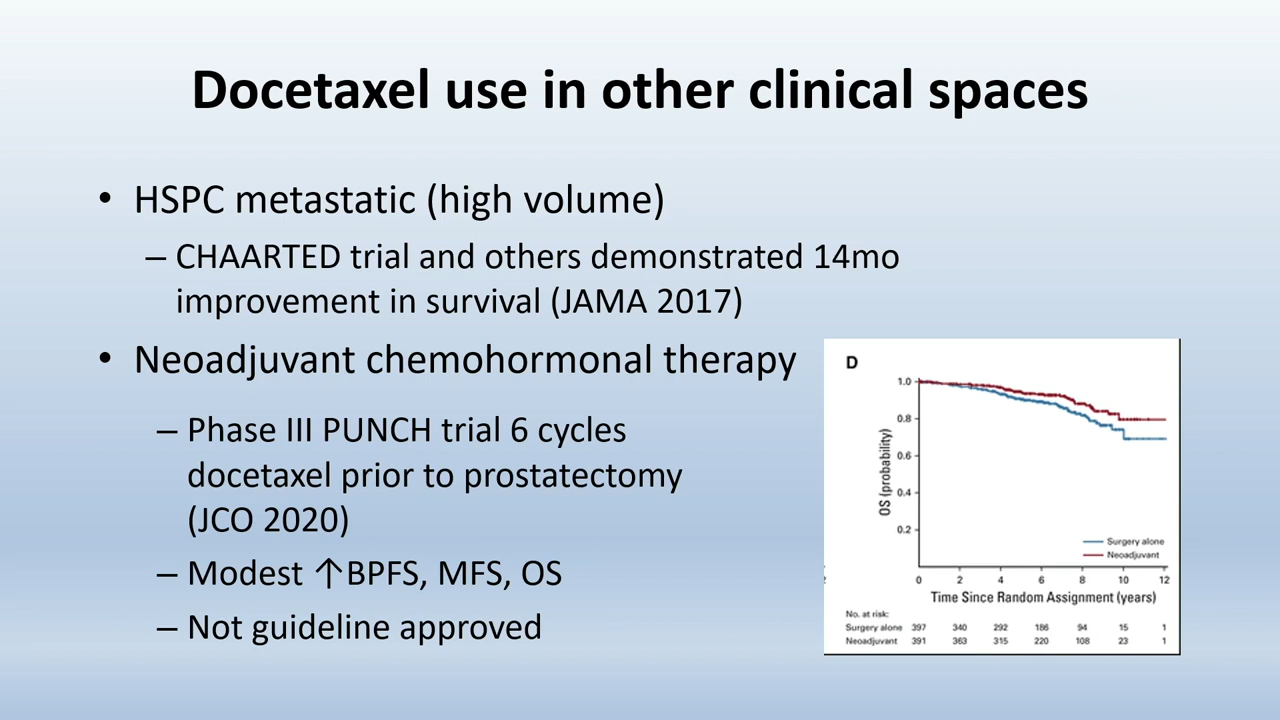 Docetaxel use in other clinical spaces
• HSPC metastatic (high volume)
– CHAARTED trial and others demonstrated 14mo
improvement in survival (JAMA 2017)
• Neoadjuvant chemohormonal therapy
– Phase III PUNCH trial 6 cycles
docetaxel prior to prostatectomy
(JCO 2020)
– Modest ↑BPFS, MFS, OS
– Not guideline approved
D
OS (probability)
1.0
0.8
0.6
0.4
0.2
Surgery alone
Neoadjuvant
0 2 4 6 8 10 12
Time Since Random Assignment (years)
No. at risk:
Surgery alone 397 340 292 186 94 15 1
Neoadjuvant 391 363 315 220 108 23 1